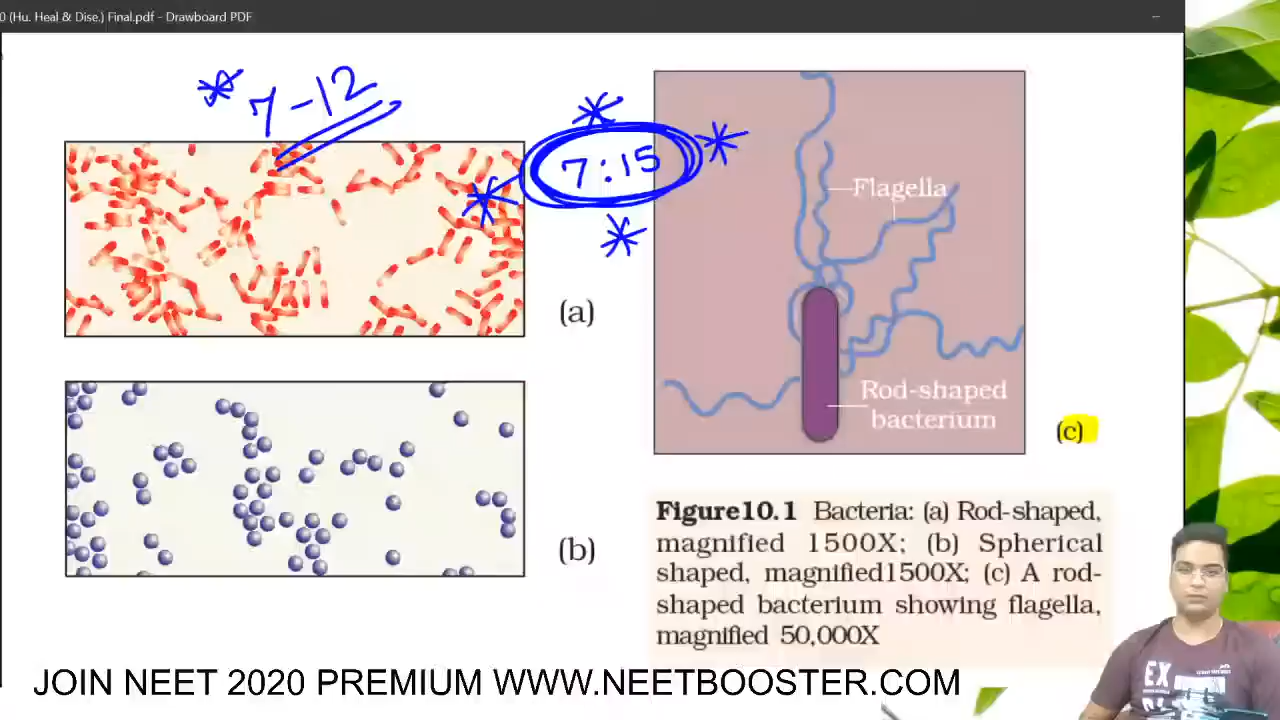 0 (Hu. Heal & Dise.) Final.pdf - Drawboard PDF
7-12
7:15
Flagella
(a)
Rod-shaped
bacterium
(c)
Figure10.1 Bacteria: (a) Rod-shaped,
magnified 1500X; (b) Spherical
shaped, magnified1500X; (c) A rod-
shaped bacterium showing flagella,
magnified 50,000X
(b)
EX
JOIN NEET 2020 PREMIUM WWW.NEETBOOSTER.COM